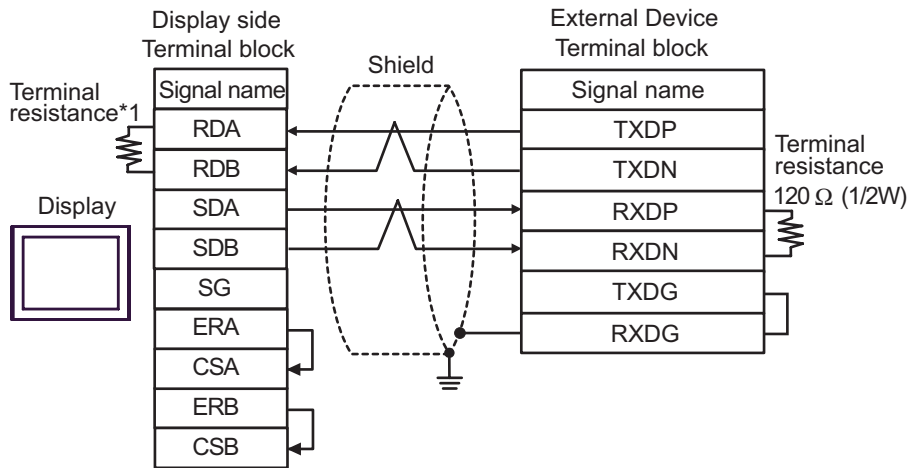 Display side
Terminal block
External Device
Terminal block
Shield
Terminal
resistance*1
Signal name
RDA
RDB
SDA
SDB
SG
ERA
CSA
ERB
CSB
Display
Signal name
TXDP
TXDN
RXDP
RXDN
TXDG
RXDG
Terminal
resistance
120 Ω (1/2W)